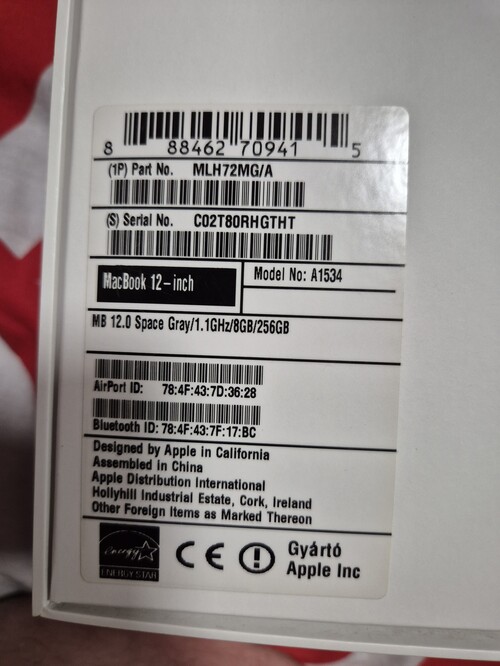 8 88462 70941 5
(1P) Part No. MLH72MG/A
(S) Serial No. C02T80RHGTHT
MacBook 12-inch
Model No: A1534
MB 12.0 Space Gray/1.1GHz/8GB/256GB
AirPort ID: 78:4F:43:7D:36:28
Bluetooth ID: 78:4F:43:7F:17:BC
Designed by Apple in California
Assembled in China
Apple Distribution International
Hollyhill Industrial Estate, Cork, Ireland
Other Foreign Items as Marked Thereon
energy
ENERGY STAR
CE
Gyártó
Apple Inc